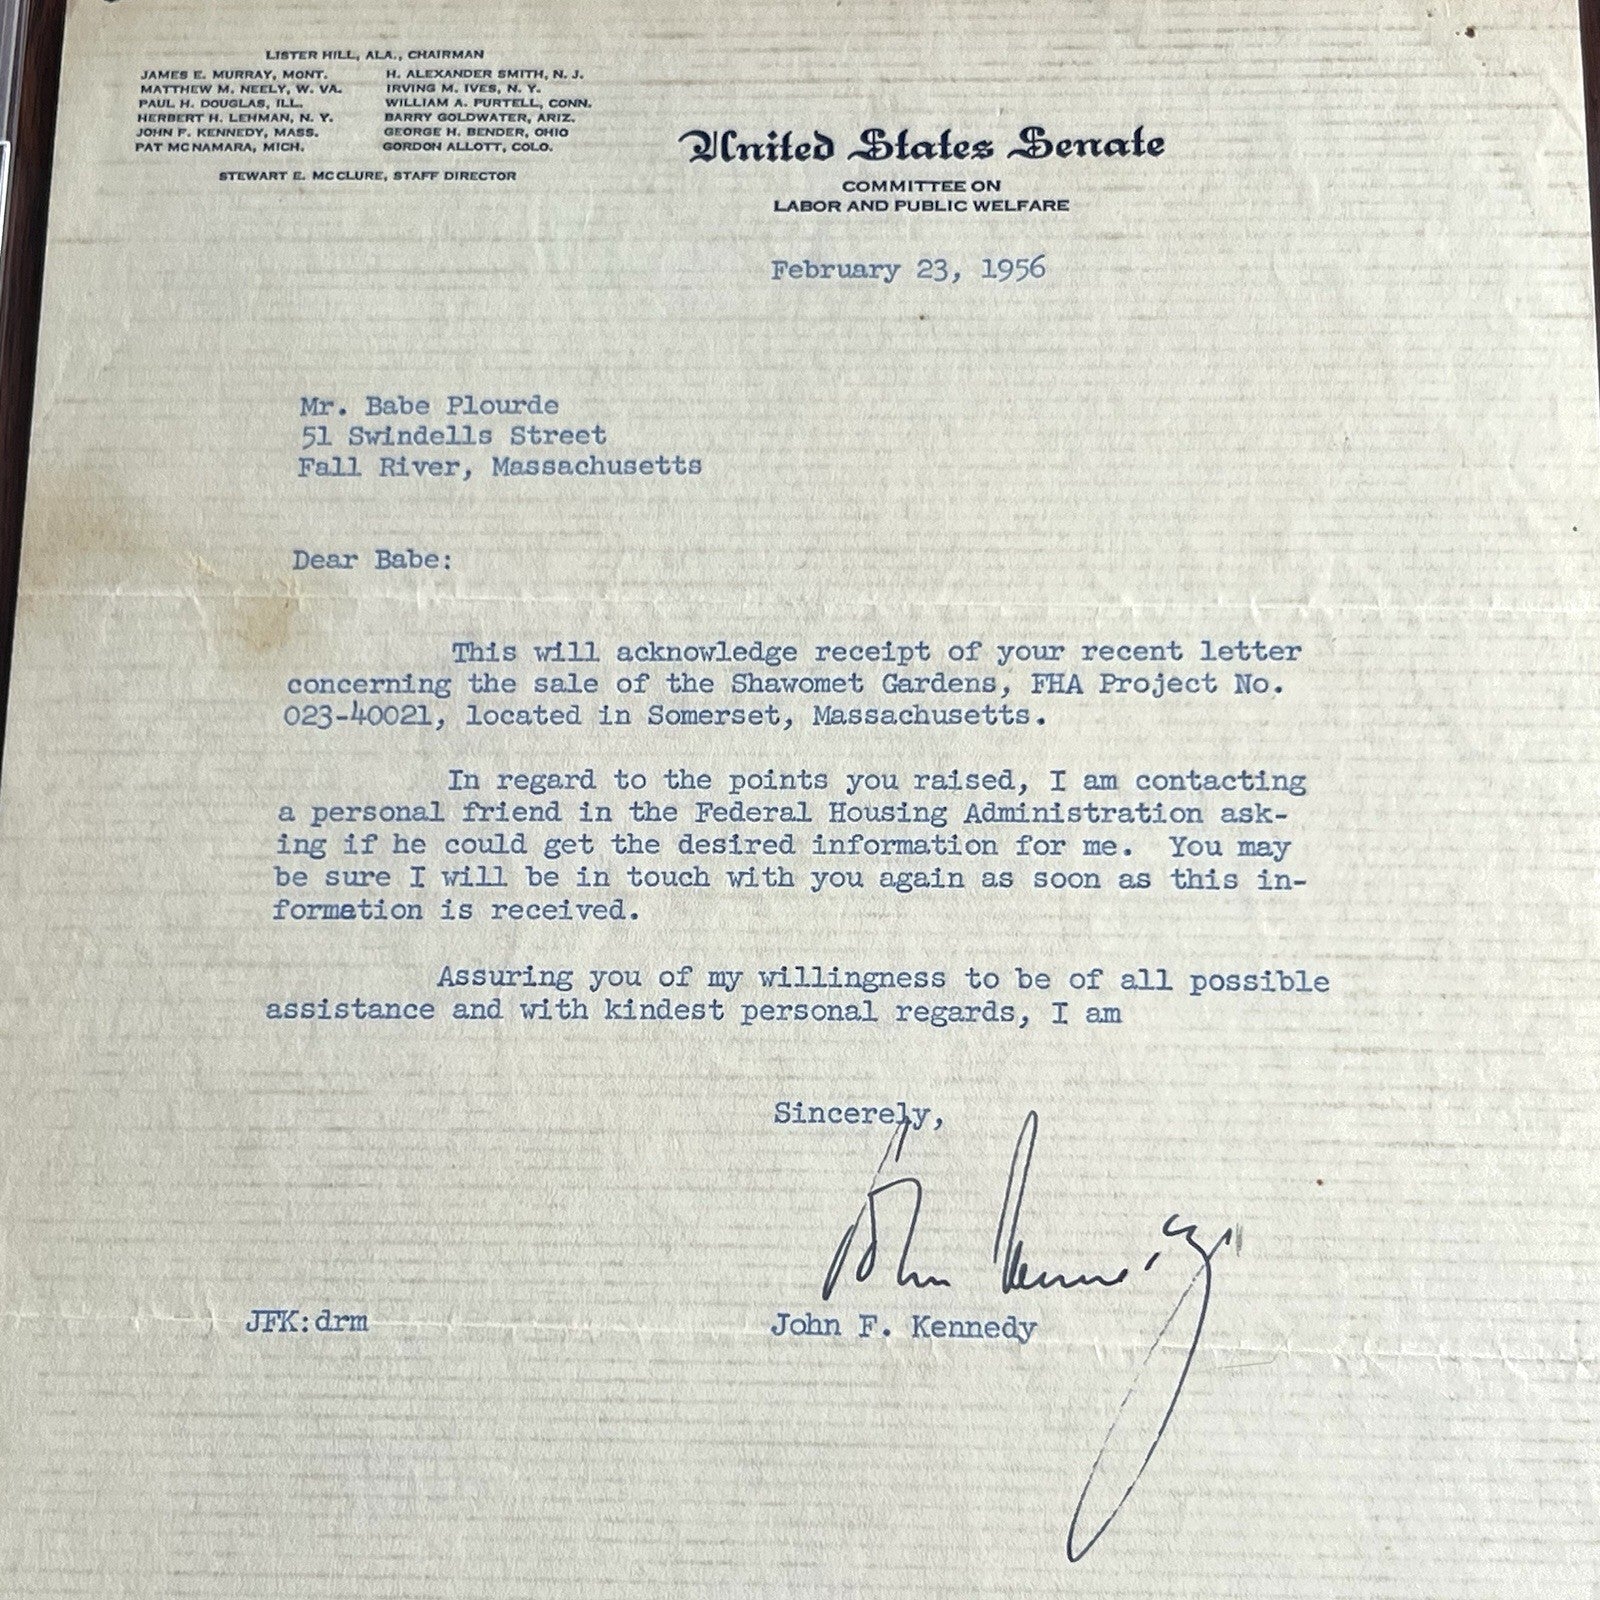 LISTER HILL, ALA., CHAIRMAN
JAMES E. MURRAY, MONT.
MATTHEW M. NEELY, W. VA.
PAUL H. DOUGLAS, ILL.
HERBERT H. LEHMAN, N. Y.
JOHN F. KENNEDY, MASS.
PAT MCNAMARA, MICH.
H. ALEXANDER SMITH, N. J.
IRVING M. IVES, N. Y.
WILLIAM A. PURTELL, CONN.
BARRY GOLDWATER, ARIZ.
GEORGE H. BENDER, OHIO
GORDON ALLOTT, COLO.
STEWART E. MCCLURE, STAFF DIRECTOR
United States Senate
COMMITTEE ON
LABOR AND PUBLIC WELFARE
February 23, 1956
Mr. Babe Plourde
51 Swindells Street
Fall River, Massachusetts
Dear Babe:
This will acknowledge receipt of your recent letter
concerning the sale of the Shawomet Gardens, FHA Project No.
023-40021, located in Somerset, Massachusetts.
In regard to the points you raised, I am contacting
a personal friend in the Federal Housing Administration ask-
ing if he could get the desired information for me. You may
be sure I will be in touch with you again as soon as this in-
formation is received.
Assuring you of my willingness to be of all possible
assistance and with kindest personal regards, I am
Sincerely,
John Kennedy
John F. Kennedy
JFK:drm